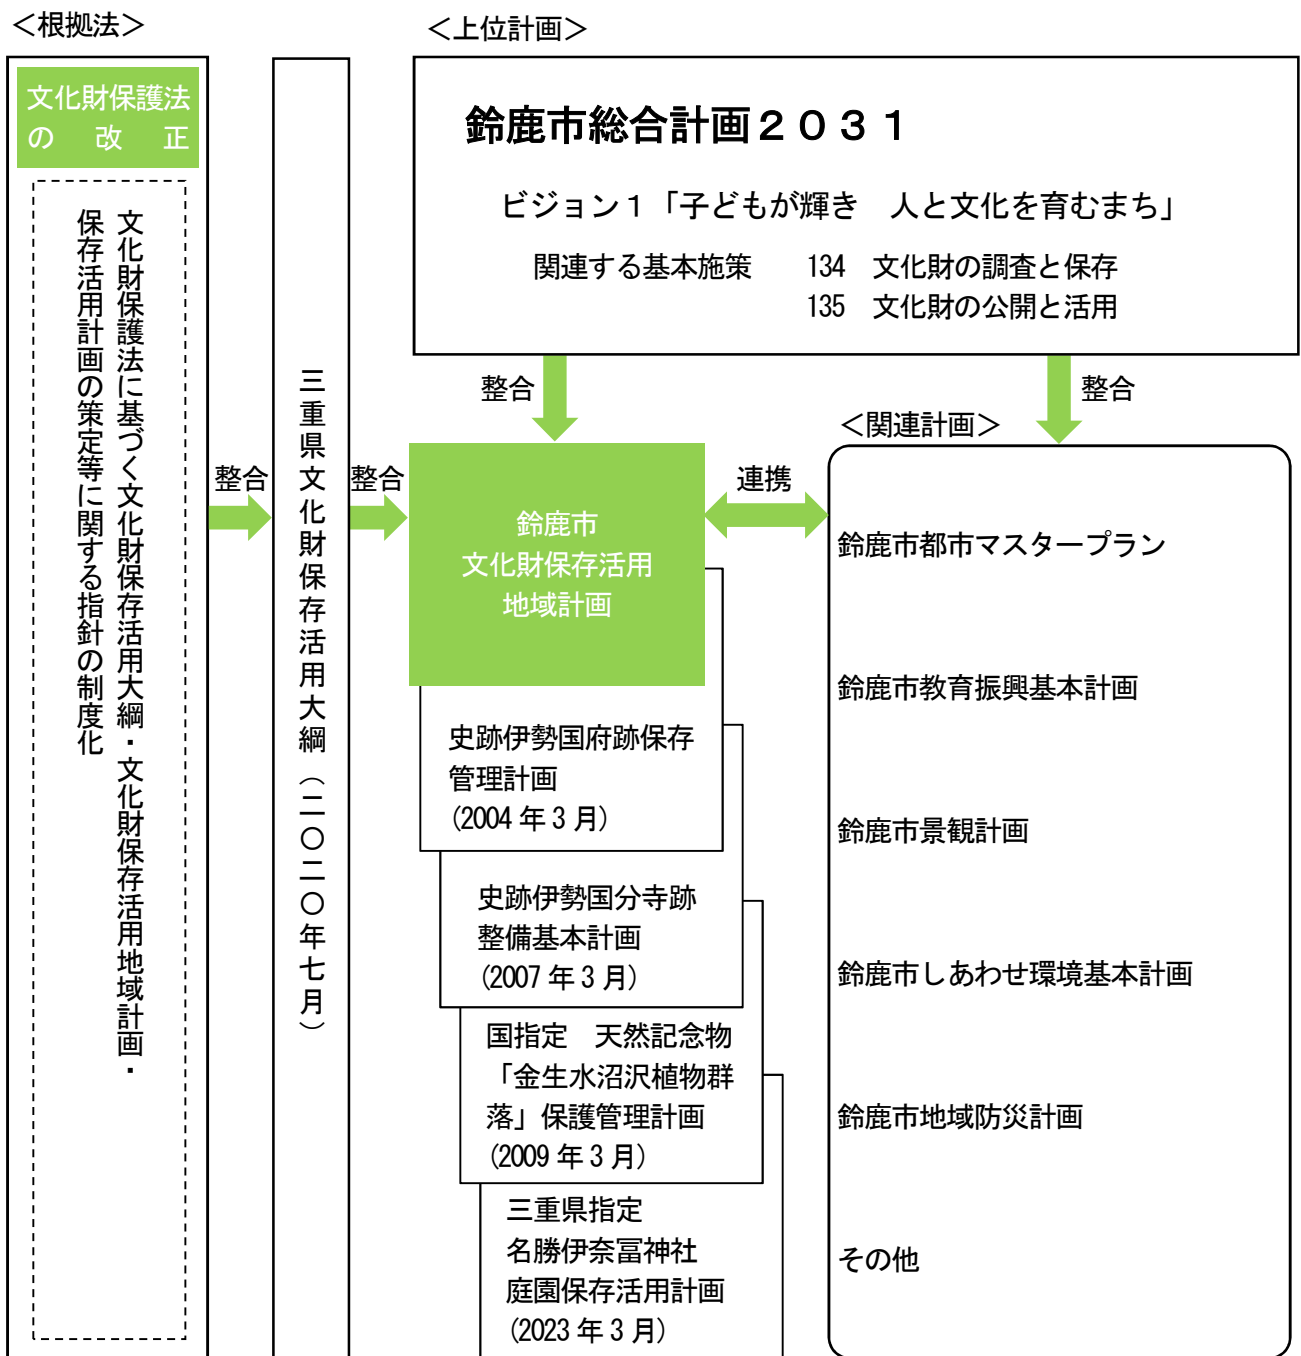 ＜根拠法＞
文化財保護法
の改正
文化財保護法に基づく文化財保存活用大綱・文化財保存活用地域計画・
保存活用計画の策定等に関する指針の制度化
整合
三重県文化財保存活用大綱（二〇二〇年七月）
整合
＜上位計画＞
鈴鹿市総合計画２０３１
ビジョン１「子どもが輝き　人と文化を育むまち」
関連する基本施策　134　文化財の調査と保存
135　文化財の公開と活用
整合
整合
鈴鹿市
文化財保存活用
地域計画
連携
史跡伊勢国府跡保存
管理計画
(2004年3月)
史跡伊勢国分寺跡
整備基本計画
(2007年3月)
国指定　天然記念物
「金生水沼沢植物群
落」保護管理計画
(2009年3月)
三重県指定
名勝伊奈冨神社
庭園保存活用計画
(2023年3月)
＜関連計画＞
鈴鹿市都市マスタープラン
鈴鹿市教育振興基本計画
鈴鹿市景観計画
鈴鹿市しあわせ環境基本計画
鈴鹿市地域防災計画
その他